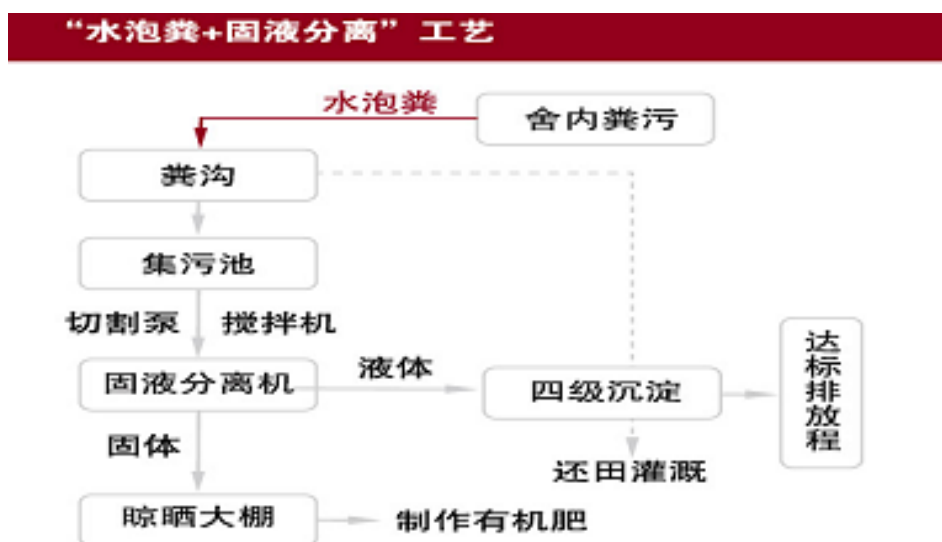 “水泡粪+固液分离”工艺
水泡粪
舍内粪污
粪沟
集污池
切割泵
搅拌机
固液分离机
液体
四级沉淀
达标排放程
固体
还田灌溉
晾晒大棚
制作有机肥